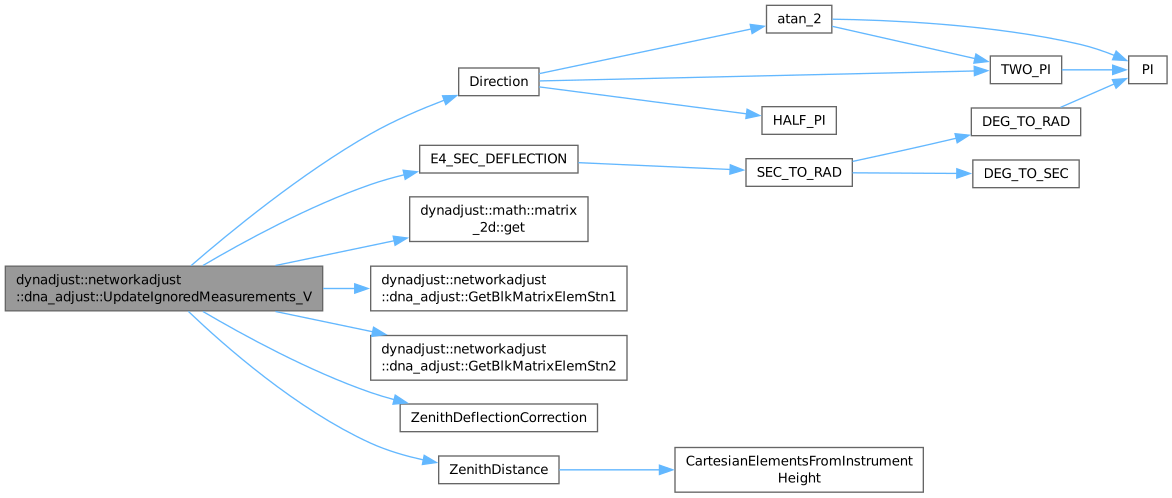 atan_2
TWO_PI
PI
Direction
HALF_PI
DEG_TO_RAD
E4_SEC_DEFLECTION
SEC_TO_RAD
DEG_TO_SEC
dynadjust::math::matrix
_2d::get
dynadjust::networkadjust
::dna_adjust::UpdateIgnoredMeasurements_V
dynadjust::networkadjust
::dna_adjust::GetBlkMatrixElemStn1
dynadjust::networkadjust
::dna_adjust::GetBlkMatrixElemStn2
ZenithDeflectionCorrection
ZenithDistance
CartesianElementsFromInstrument
Height